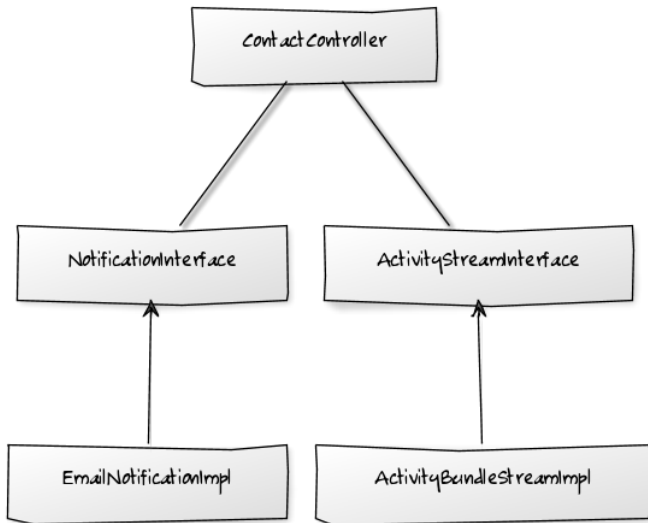 ContactController
NotificationInterface
ActivityStreamInterface
EmailNotificationImpl
ActivityBundleStreamImpl